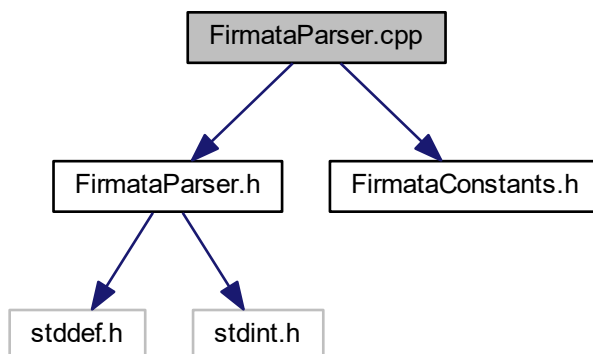 FirmataParser.cpp
FirmataParser.h
FirmataConstants.h
stddef.h
stdint.h